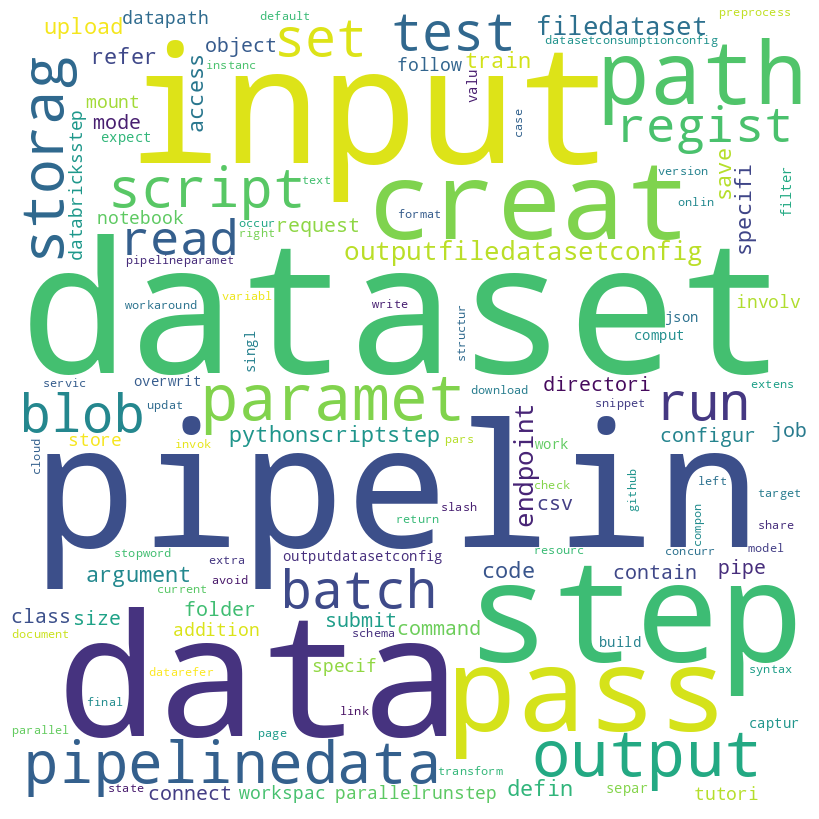 default
preprocess
upload
datapath
set
test
filedataset
datasetconsumptionconfig
refer
object
input
follow
train
path
instanc
storag
access
mount
mode
expect
valu
case
regist
databricksstep
script
text
creat
version
save
specifi
filter
onlin
notebook
read
occur
right
request
format
pipelineparamet
outputfiledatasetconfig
dataset
workaround
variabl
write
structur
json
comput
involv
singl
servic
overwrit
updat
blob
paramet
download
directori
snippet
run
extens
store
invok
pythonscriptstep
pars
endpoint
work
configur
job
cloud
pipelin
check
csv
slash
return
github
left
target
compon
share
stopword
extra
avoid
outputdatasetconfig
resourc
concurr
model
argument
current
batch
code
contain
pipe
class
size
folder
submit
step
document
addition
schema
command
build
data
datarefer
specif
pass
syntax
final
link
captur
parallel
page
output
pipelinedata
transform
state
connect
workspac
parallelrunstep
defin
separ
tutori